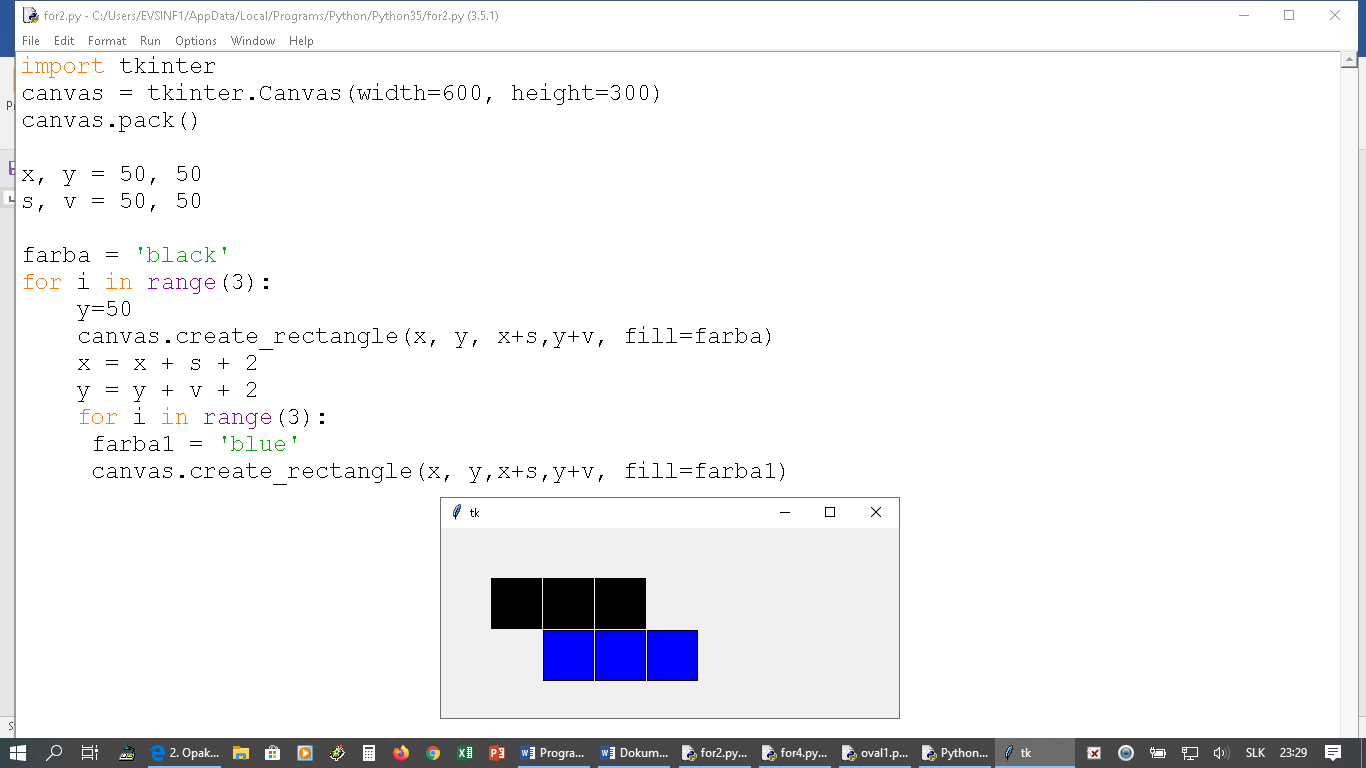 for2.py - C:/Users/EVSINF1/AppData/Local/Programs/Python/Python35/for2.py (3.5.1)
File Edit Format Run Options Window Help
import tkinter
canvas = tkinter.Canvas(width=600, height=300)
canvas.pack()
x, y = 50, 50
s, v = 50, 50
farba = 'black'
for i in range(3):
    y=50
    canvas.create_rectangle(x, y, x+s,y+v, fill=farba)
    x = x + s + 2
    y = y + v + 2
    for i in range(3):
     farba1 = 'blue'
     canvas.create_rectangle(x, y,x+s,y+v, fill=farba1)
tk
2. Opak... Progra... Dokum... for2.py... for4.py... oval1.p... Python... tk SLK 23:29